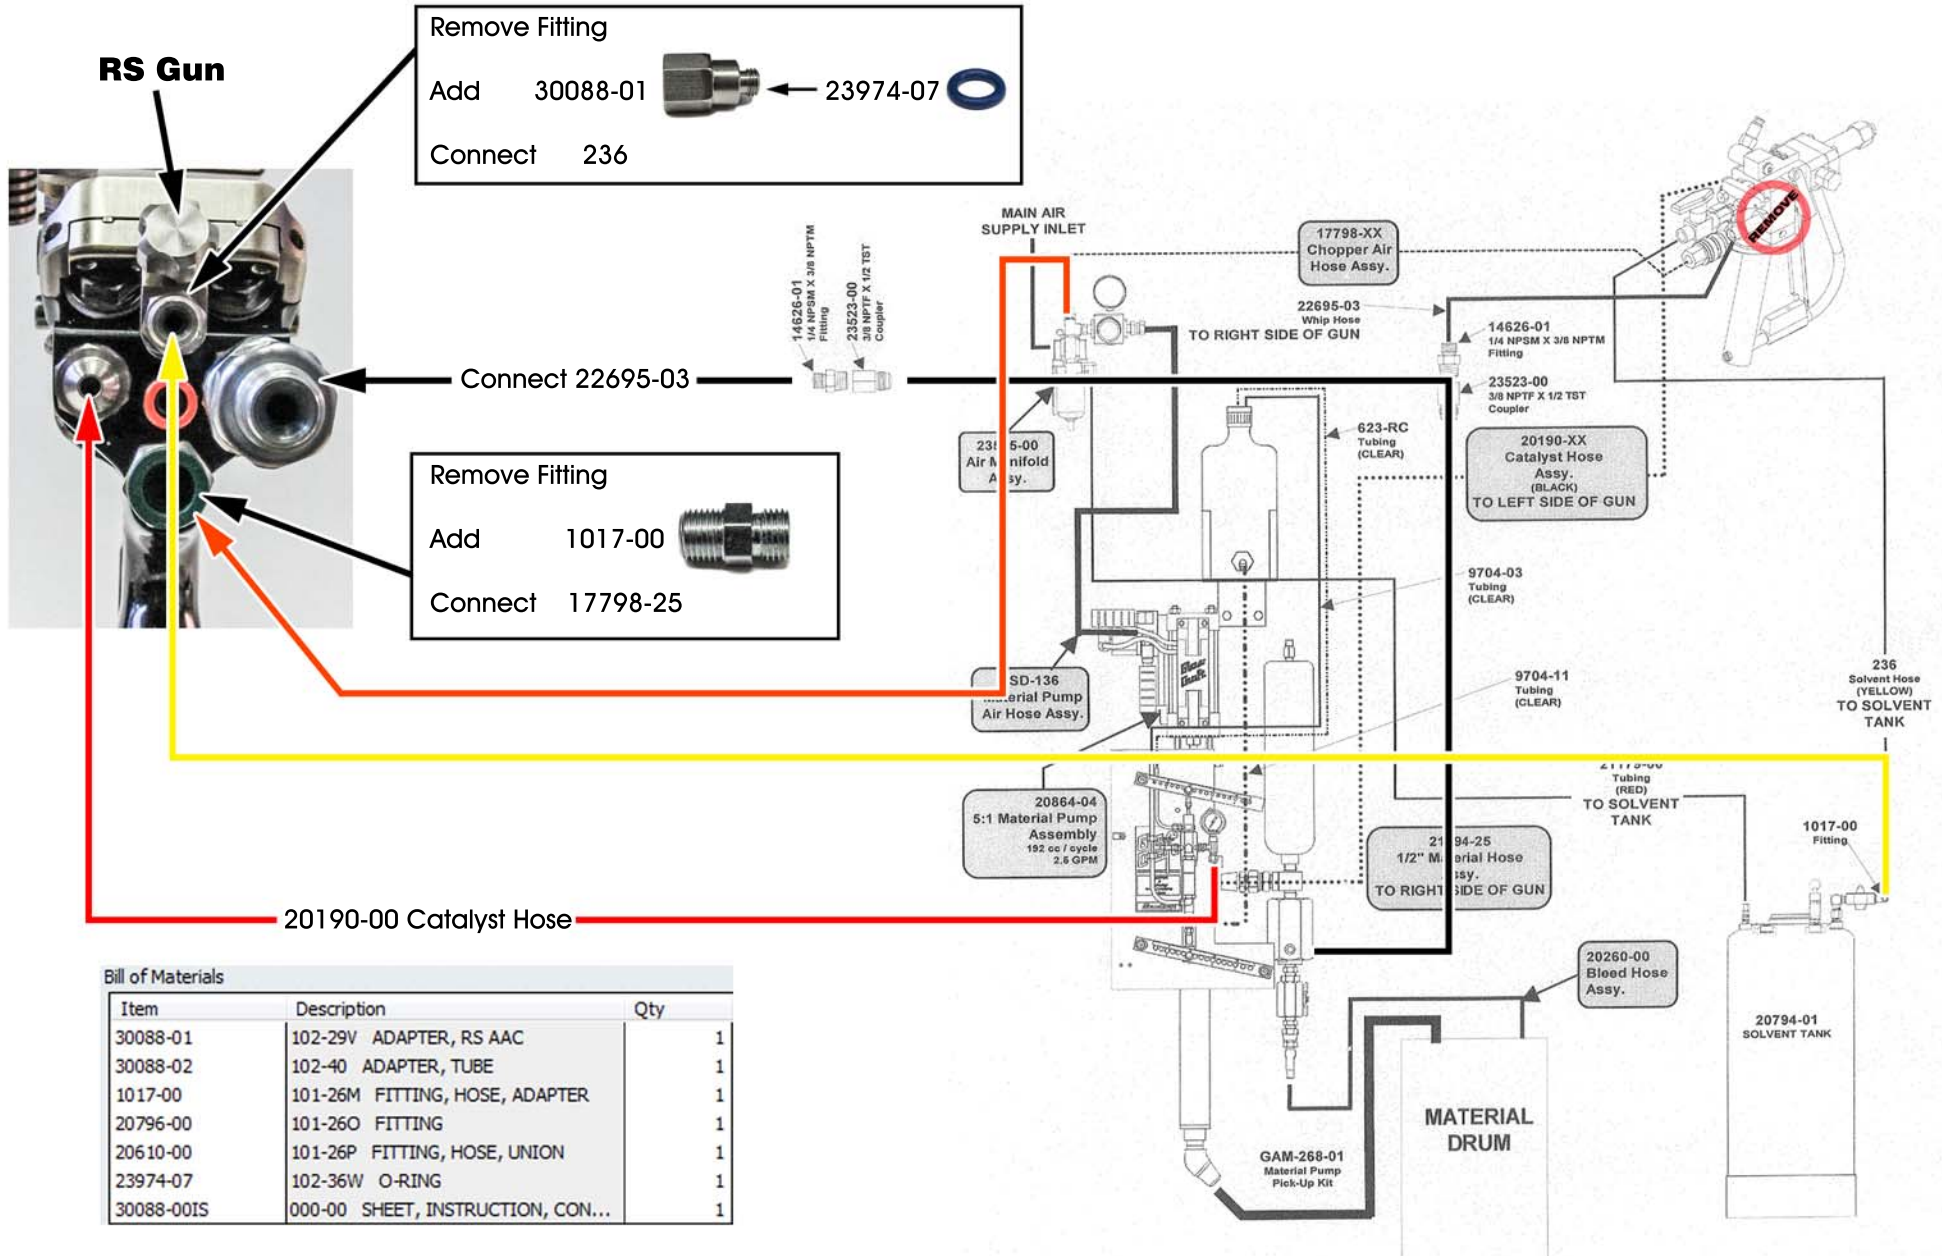 RS Gun
Remove Fitting
Add 30088-01 23974-07
Connect 236
Connect 22695-03
14626-01
1/4 NPSM X 3/8 NPTM
Fitting
23523-00
3/8 NPTF X 1/2 TST
Coupler
Remove Fitting
Add 1017-00
Connect 17798-25
20190-00 Catalyst Hose
MAIN AIR
SUPPLY INLET
17798-XX
Chopper Air
Hose Assy.
REMOVE
22695-03
Whip Hose
TO RIGHT SIDE OF GUN
14626-01
1/4 NPSM X 3/8 NPTM
Fitting
23523-00
3/8 NPTF X 1/2 TST
Coupler
Air Manifold
623-RC
Tubing
(CLEAR)
20190-XX
Catalyst Hose
Assy.
(BLACK)
TO LEFT SIDE OF GUN
9704-03
Tubing
(CLEAR)
Glas
Craft
SD-136
Material Pump
Air Hose Assy.
9704-11
Tubing
(CLEAR)
236
Solvent Hose
(YELLOW)
TO SOLVENT
TANK
Tubing
(RED)
TO SOLVENT
TANK
20864-04
5:1 Material Pump
Assembly
192 cc / cycle
2.5 GPM
1/2" Material Hose
TO RIGHT SIDE OF GUN
1017-00
Fitting
20260-00
Bleed Hose
Assy.
20794-01
SOLVENT TANK
MATERIAL
DRUM
GAM-268-01
Material Pump
Pick-Up Kit
Bill of Materials
Item Description Qty
30088-01 102-29V ADAPTER, RS AAC 1
30088-02 102-40 ADAPTER, TUBE 1
1017-00 101-26M FITTING, HOSE, ADAPTER 1
20796-00 101-26O FITTING 1
20610-00 101-26P FITTING, HOSE, UNION 1
23974-07 102-36W O-RING 1
30088-00IS 000-00 SHEET, INSTRUCTION, CON... 1